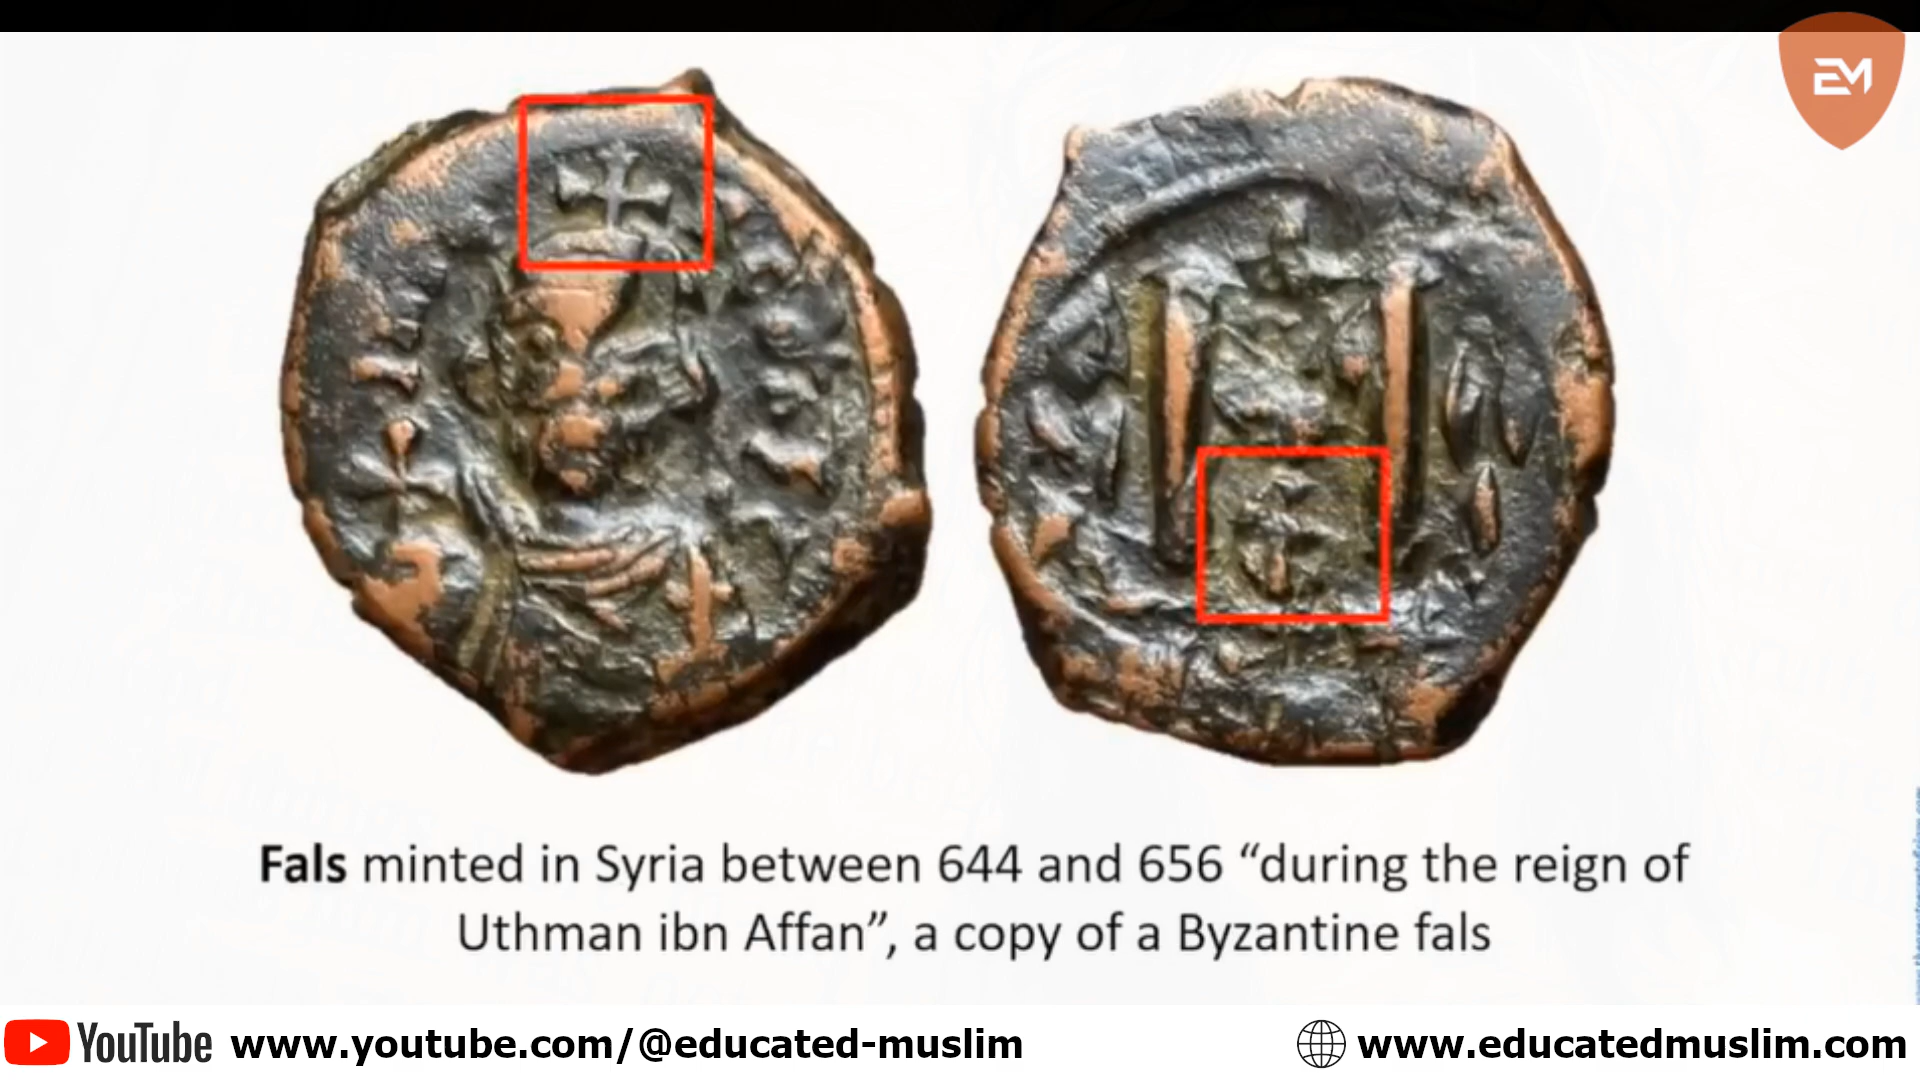 EM
Fals minted in Syria between 644 and 656 “during the reign of
Uthman ibn Affan”, a copy of a Byzantine fals
YouTube www.youtube.com/@educated-muslim
www.educatedmuslim.com